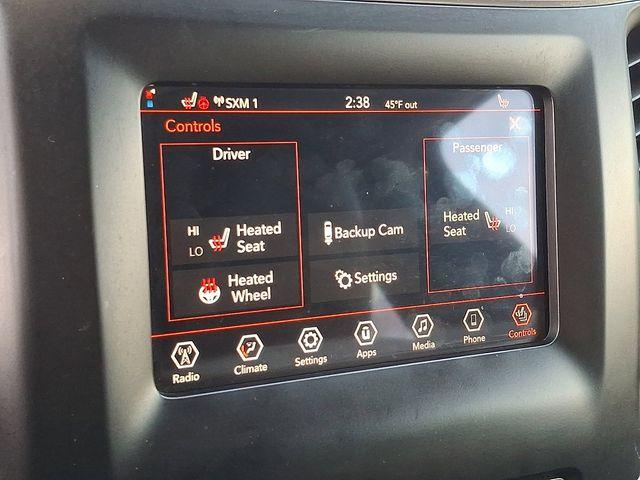 SXM 1 2:38 45°F out
Controls
Driver
Passenger
HI
LO
Heated
Seat
Backup Cam
Heated
Seat
HI
LO
Heated
Wheel
Settings
Radio
Climate
Settings
Apps
Media
Phone
Controls